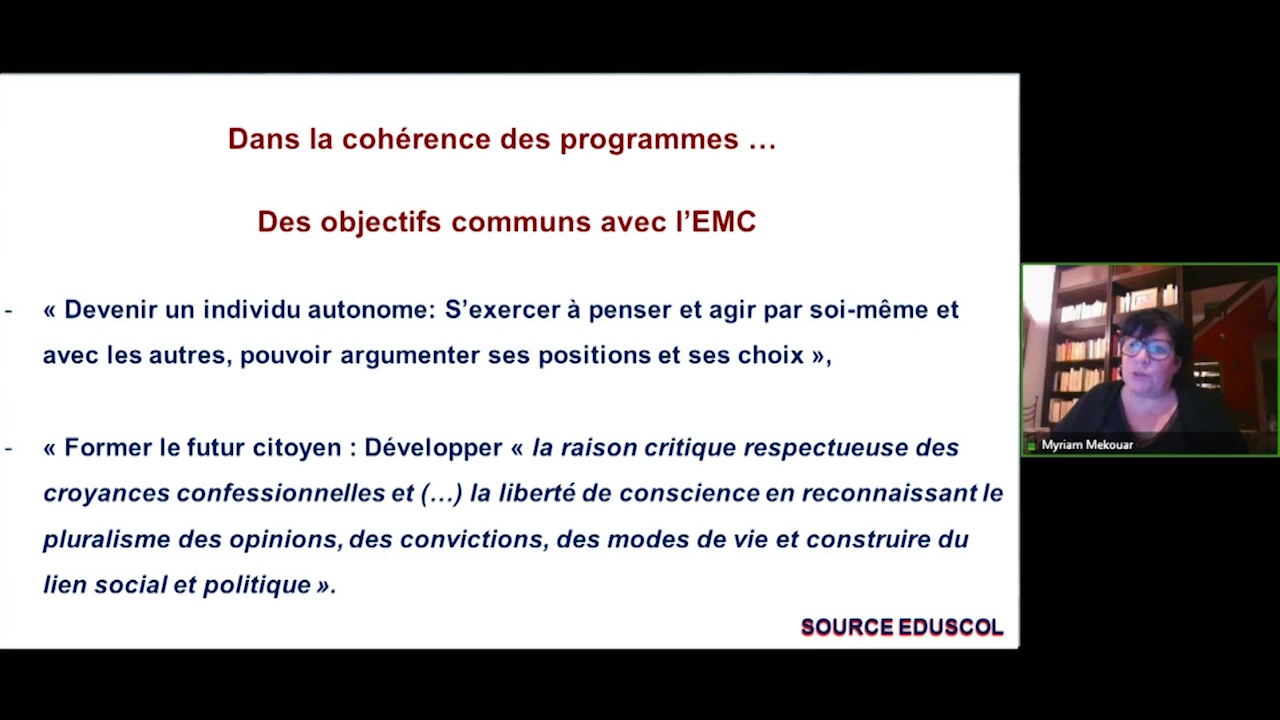 Dans la cohérence des programmes …
Des objectifs communs avec l’EMC
- « Devenir un individu autonome: S’exercer à penser et agir par soi-même et
avec les autres, pouvoir argumenter ses positions et ses choix »,
- « Former le futur citoyen : Développer « la raison critique respectueuse des
croyances confessionnelles et (…) la liberté de conscience en reconnaissant le
pluralisme des opinions, des convictions, des modes de vie et construire du
lien social et politique ».
SOURCE EDUSCOL
Myriam Mekouar